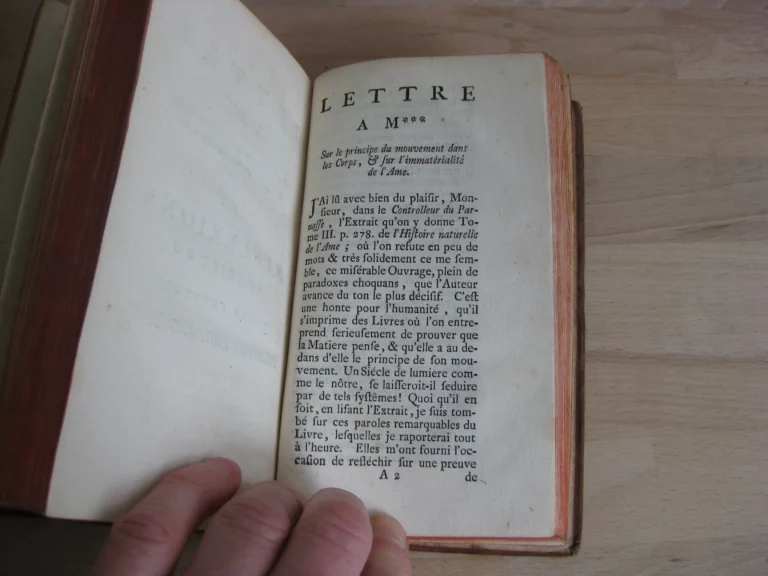 LETTRE
A M***
Sur le principe du mouvement dans
les Corps, & sur l'immatérialité
de l'Ame.
J'Ai lû avec bien du plaisir, Mon-
sieur, dans le Controlleur du Par-
nasse, l'Extrait qu'on y donne To-
me III. p. 278. de l'Histoire naturelle
de l'Ame; où l'on refute en peu de
mots & trés solidement ce me sem-
ble, ce misérable Ouvrage, plein de
paradoxes choquans, que l'Auteur
avance du ton le plus décisif. C'est
une honte pour l'humanité, qu'il
s'imprime des Livres où l'on entre-
prend serieusement de prouver que
la Matiere pense, & qu'elle a au de-
dans d'elle le principe de son mou-
vement. Un Siécle de lumiere com-
me le nôtre, se laisseroit-il seduire
par de tels systêmes! Quoi qu'il en
soit, en lisant l'Extrait, je suis tom-
bé sur ces paroles remarquables du
Livre, lesquelles je raporterai tout
à l'heure. Elles m'ont fourni l'oc-
casion de refléchir sur une preuve
A 2 de